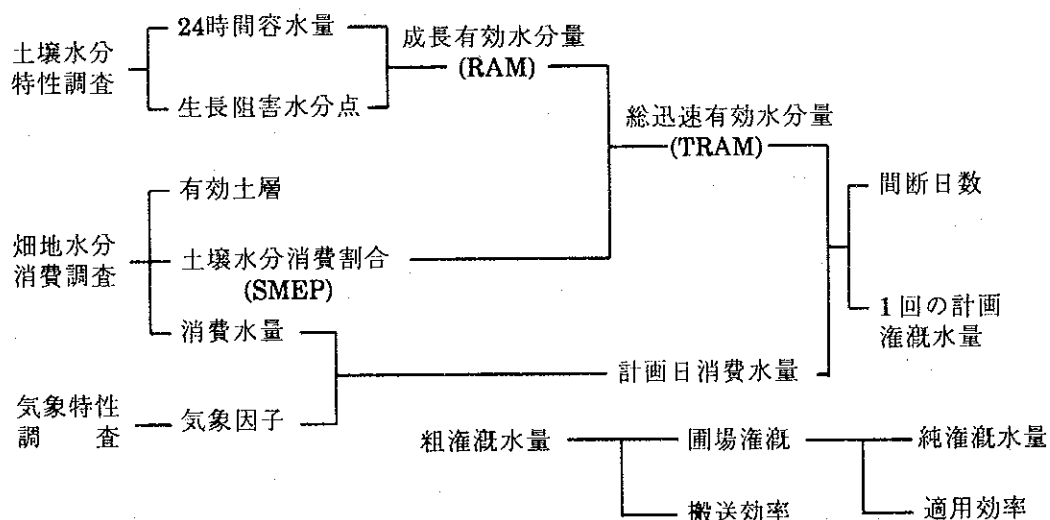 24時間容水量
成長有効水分量
(RAM)
土壌水分
特性調査
生長阻害水分点
総迅速有効水分量
(TRAM)
有効土層
間断日数
畑地水分
消費調査
土壌水分消費割合
(SMEP)
1回の計画
灌漑水量
消費水量
計画日消費水量
気象特性
調 査
気象因子
粗灌漑水量
圃場灌漑
純灌漑水量
搬送効率
適用効率